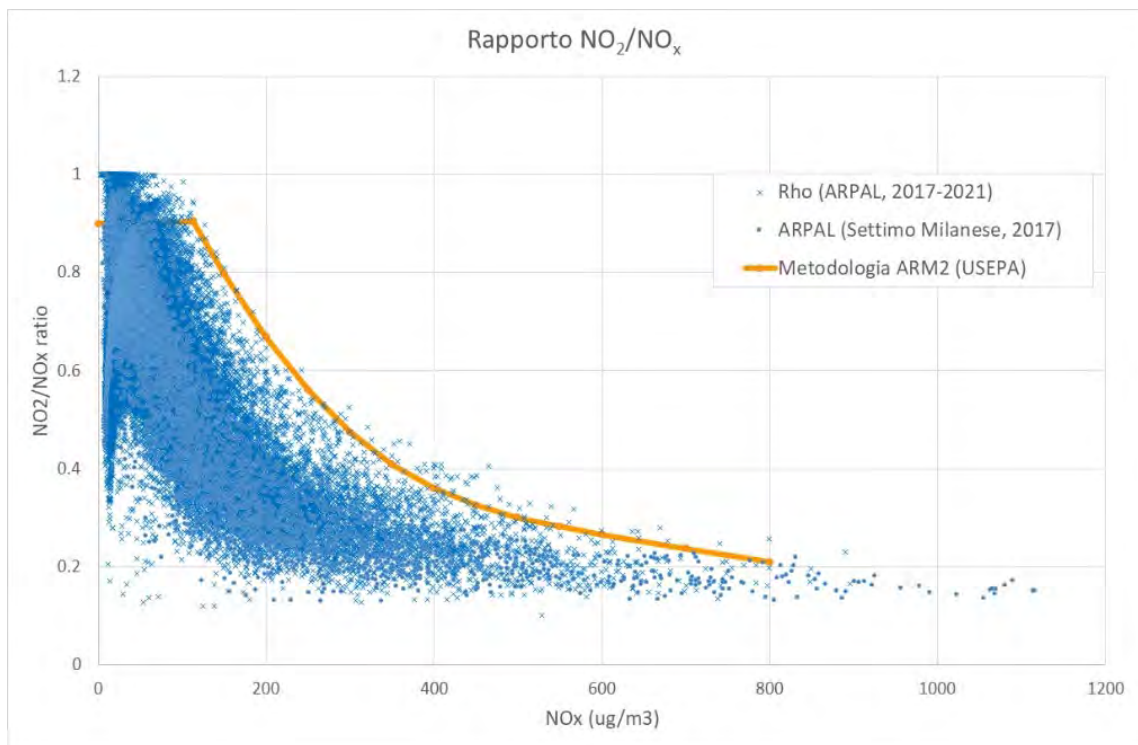 Rapporto NO₂/NOₓ
1.2
1
0.8
0.6
0.4
0.2
0
NO2/NOx ratio
Rho (ARPAL, 2017-2021)
ARPAL (Settimo Milanese, 2017)
Metodologia ARM2 (USEPA)
0 200 400 600 800 1000 1200
NOx (ug/m3)